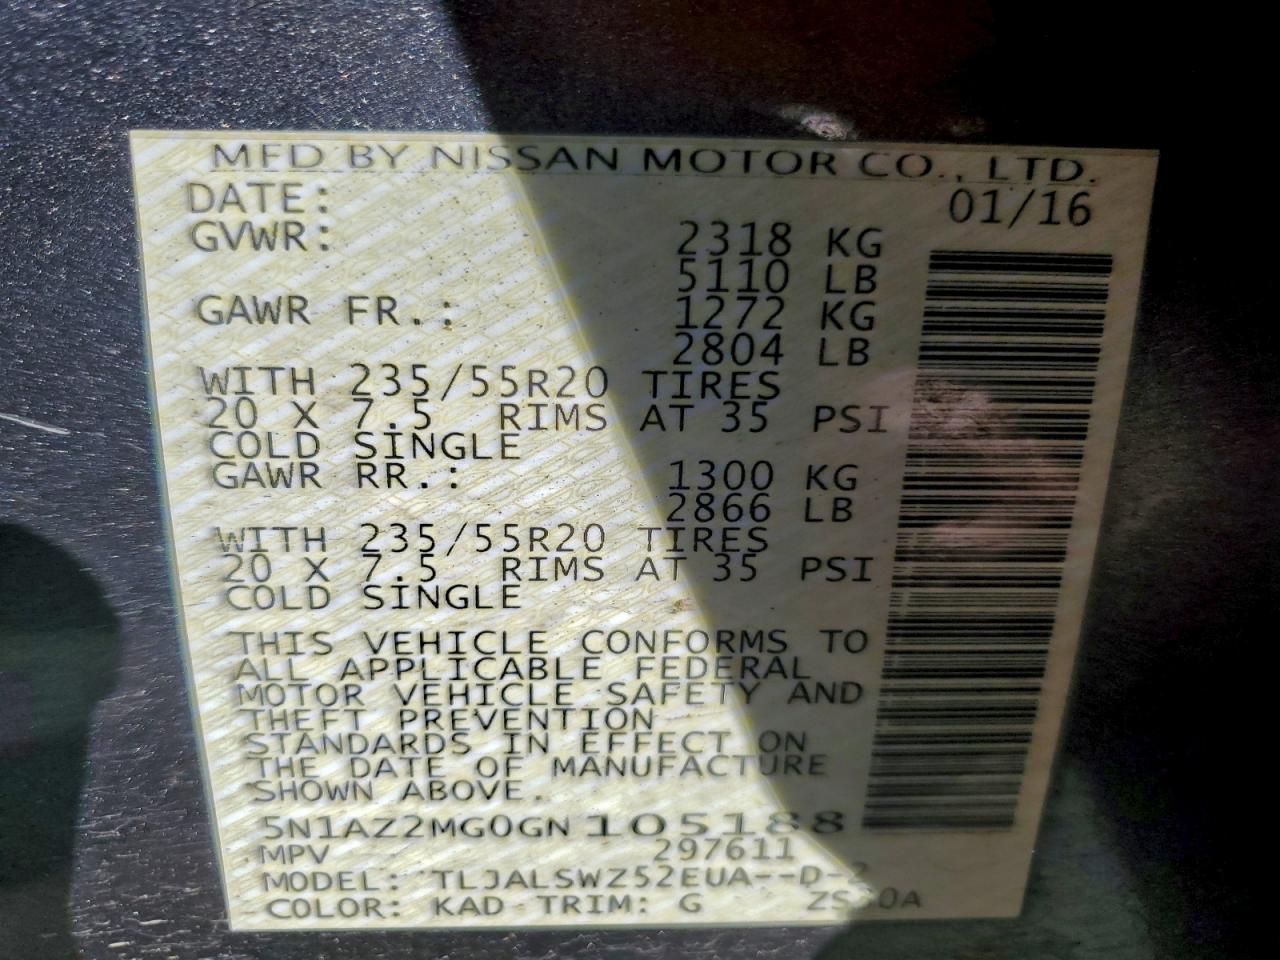 MFD BY NISSAN MOTOR CO., LTD.
DATE: 01/16
GVWR: 2318 KG
5110 LB
GAWR FR.: 1272 KG
2804 LB
WITH 235/55R20 TIRES
20 X 7.5 RIMS AT 35 PSI
COLD SINGLE
GAWR RR.: 1300 KG
2866 LB
WITH 235/55R20 TIRES
20 X 7.5 RIMS AT 35 PSI
COLD SINGLE
THIS VEHICLE CONFORMS TO
ALL APPLICABLE FEDERAL
MOTOR VEHICLE SAFETY AND
THEFT PREVENTION
STANDARDS IN EFFECT ON
THE DATE OF MANUFACTURE
SHOWN ABOVE.
5N1AZ2MG0GN105188
MPV 297611
MODEL: TLJALSWZ52EUA--D-2
COLOR: KAD TRIM: G